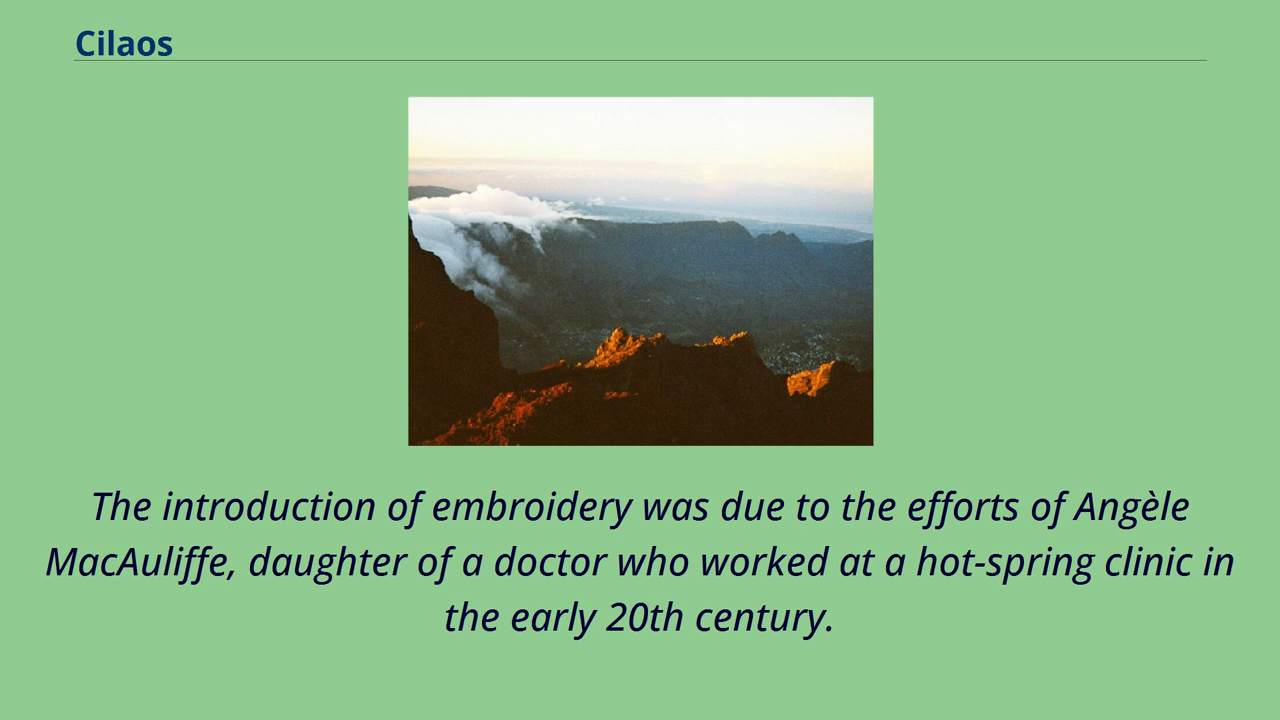 Cilaos
The introduction of embroidery was due to the efforts of Angèle
MacAuliffe, daughter of a doctor who worked at a hot-spring clinic in
the early 20th century.